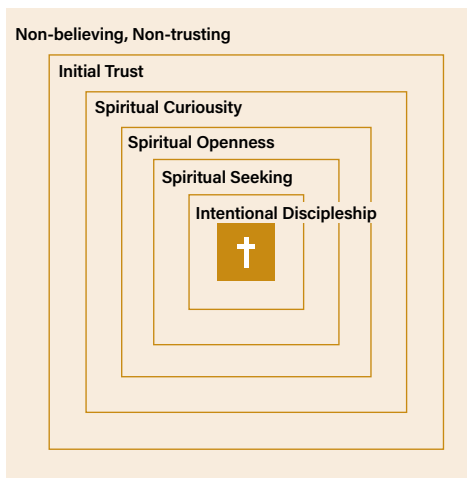 Non-believing, Non-trusting
Initial Trust
Spiritual Curiousity
Spiritual Openness
Spiritual Seeking
Intentional Discipleship